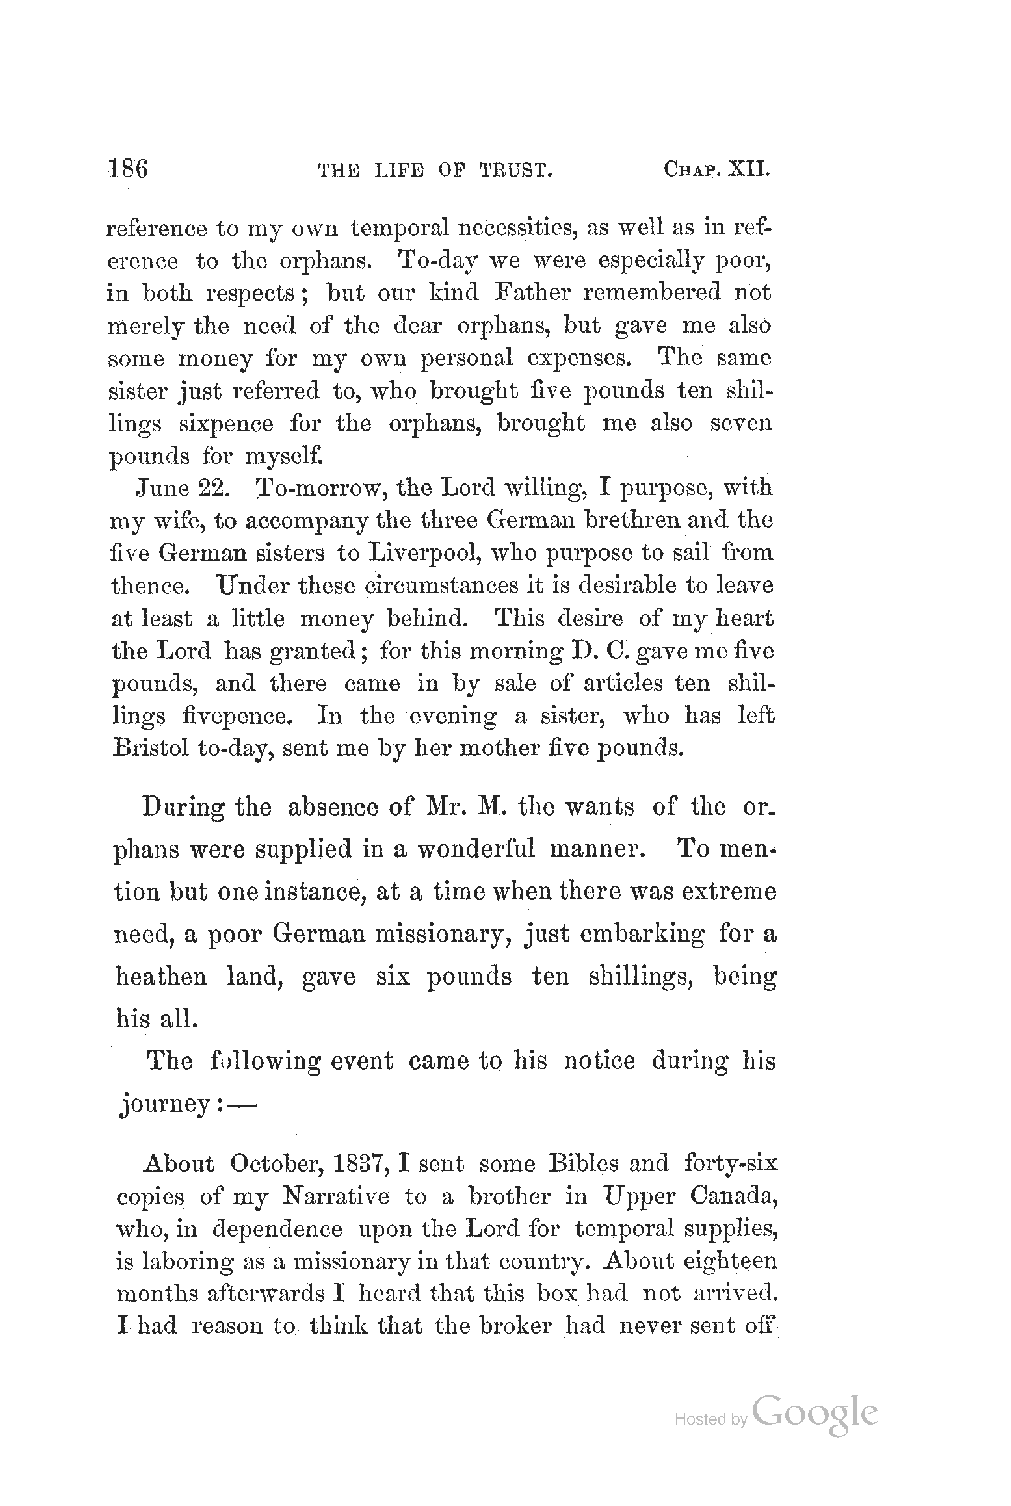 186 THE LIFE OF TRUST. CHAP. XII.
reference to my own temporal necessities, as well as in ref-
erence to the orphans. To-day we were especially poor,
in both respects; but our kind Father remembered not
merely the need of the dear orphans, but gave me also
some money for my own personal expenses. The same
sister just referred to, who brought five pounds ten shil-
lings sixpence for the orphans, brought me also seven
pounds for myself.
June 22. To-morrow, the Lord willing, I purpose, with
my wife, to accompany the three German brethren and the
five German sisters to Liverpool, who purpose to sail from
thence. Under these circumstances it is desirable to leave
at least a little money behind. This desire of my heart
the Lord has granted; for this morning D. C. gave me five
pounds, and there came in by sale of articles ten shil-
lings fivepence. In the evening a sister, who has left
Bristol to-day, sent me by her mother five pounds.
During the absence of Mr. M. the wants of the or-
phans were supplied in a wonderful manner. To men-
tion but one instance, at a time when there was extreme
need, a poor German missionary, just embarking for a
heathen land, gave six pounds ten shillings, being
his all.
The following event came to his notice during his
journey:—
About October, 1837, I sent some Bibles and forty-six
copies of my Narrative to a brother in Upper Canada,
who, in dependence upon the Lord for temporal supplies,
is laboring as a missionary in that country. About eighteen
months afterwards I heard that this box had not arrived.
I had reason to think that the broker had never sent off
Hosted by Google